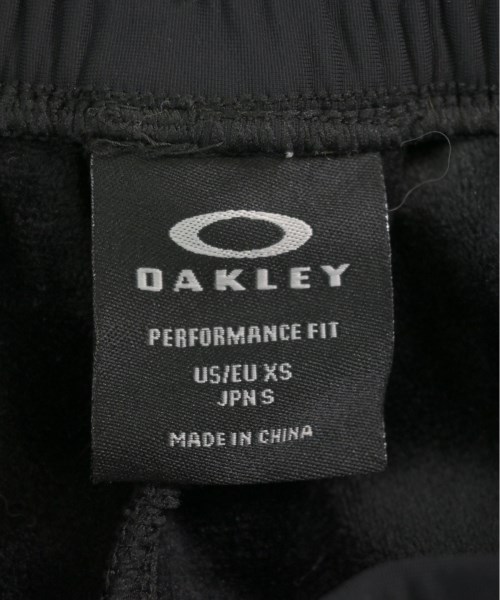 OAKLEY
PERFORMANCE FIT
US/EU XS
JPN S
MADE IN CHINA